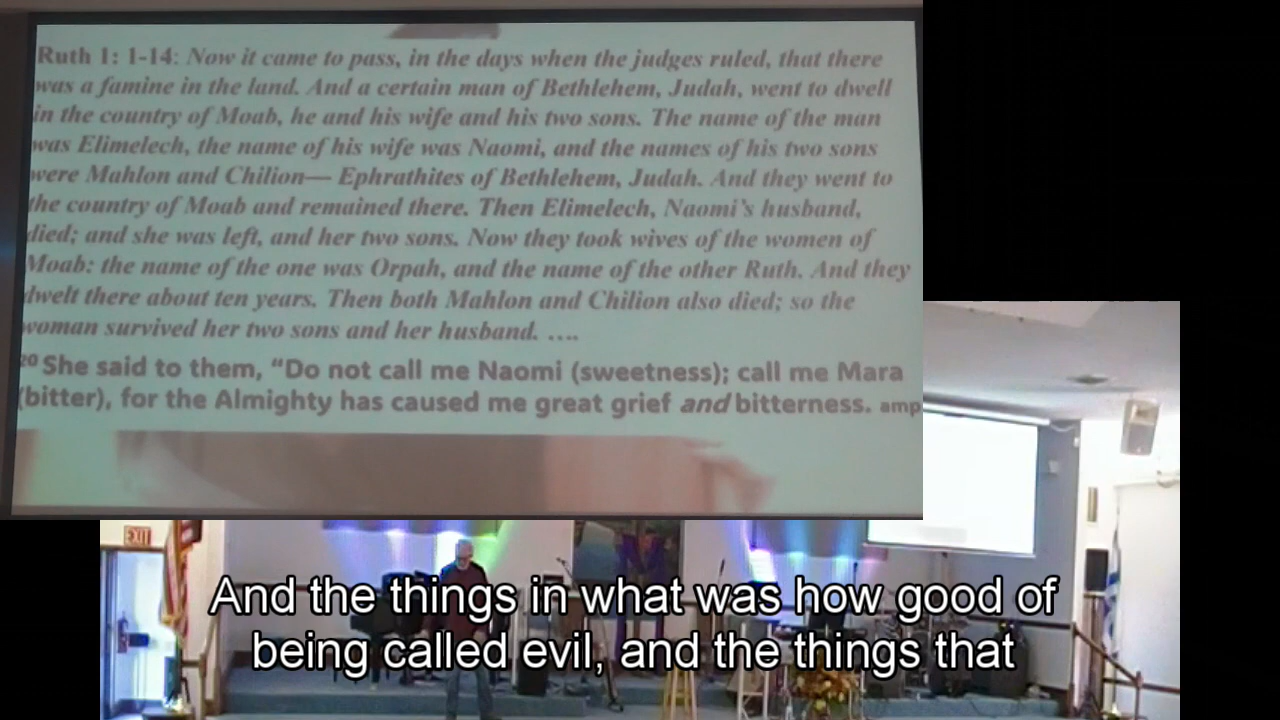 Ruth 1: 1-14: Now it came to pass, in the days when the judges ruled, that there
was a famine in the land. And a certain man of Bethlehem, Judah, went to dwell
in the country of Moab, he and his wife and his two sons. The name of the man
was Elimelech, the name of his wife was Naomi, and the names of his two sons
were Mahlon and Chilion— Ephrathites of Bethlehem, Judah. And they went to
the country of Moab and remained there. Then Elimelech, Naomi's husband,
died; and she was left, and her two sons. Now they took wives of the women of
Moab: the name of the one was Orpah, and the name of the other Ruth. And they
dwelt there about ten years. Then both Mahlon and Chilion also died; so the
woman survived her two sons and her husband. ….
20 She said to them, “Do not call me Naomi (sweetness); call me Mara
(bitter), for the Almighty has caused me great grief and bitterness. amp
EXIT
And the things in what was how good of
being called evil, and the things that